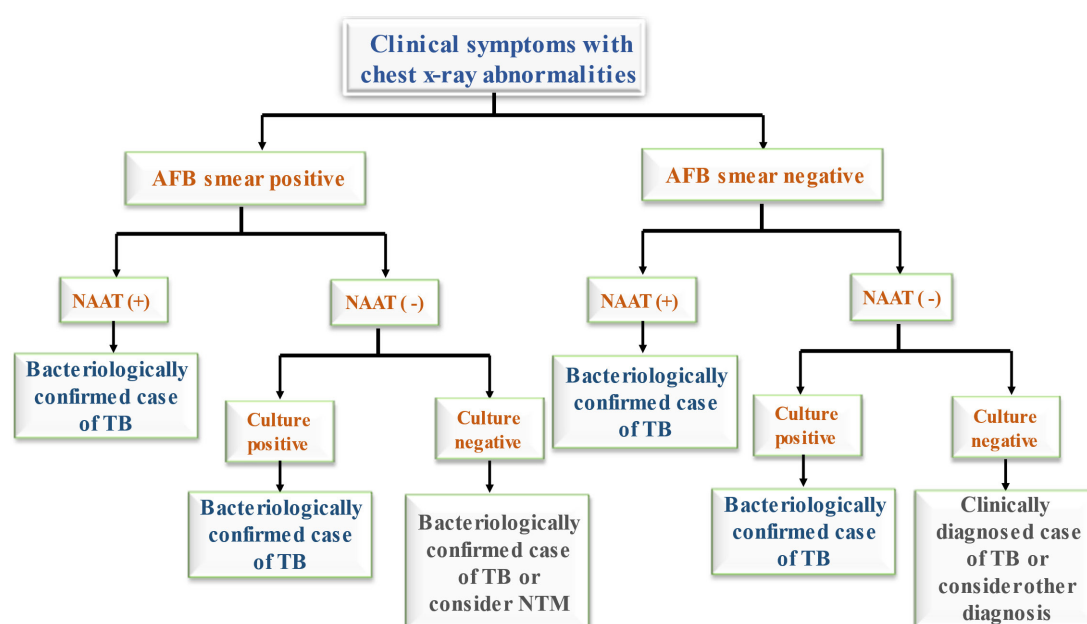 Clinical symptoms with
chest x-ray abnormalities
AFB smear positive
AFB smear negative
NAAT (+)
NAAT (-)
NAAT (+)
NAAT (-)
Bacteriologically
confirmed case
of TB
Culture
positive
Culture
negative
Bacteriologically
confirmed case
of TB
Culture
positive
Culture
negative
Bacteriologically
confirmed case
of TB
Bacteriologically
confirmed case
of TB or
consider NTM
Bacteriologically
confirmed case
of TB
Clinically
diagnosed case
of TB or
considerother
diagnosis